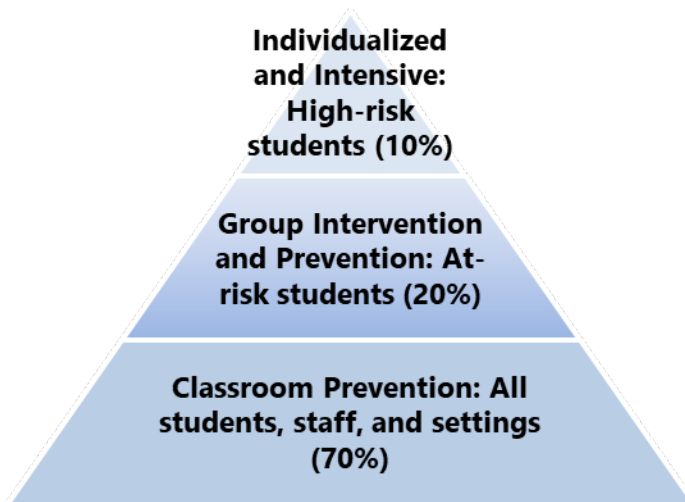 Individualized
and Intensive:
High-risk
students (10%)
Group Intervention
and Prevention: At-
risk students (20%)
Classroom Prevention: All
students, staff, and settings
(70%)